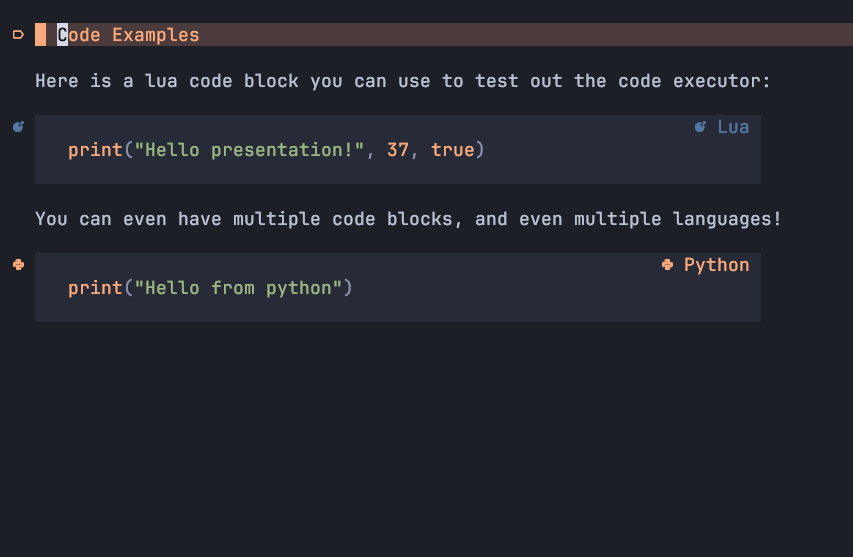 Code Examples
Here is a lua code block you can use to test out the code executor:
Lua
print("Hello presentation!", 37, true)
You can even have multiple code blocks, and even multiple languages!
Python
print("Hello from python")